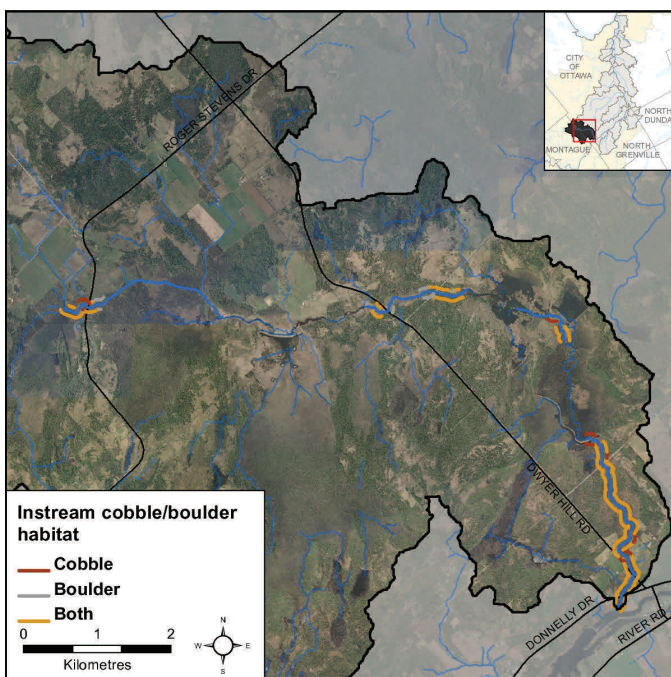 CITY
OF
OTTAWA
NORTH
DUNDA
MONTAGUE
NORTH
GRENVILLE
ROGER STEVENS DR
DWYER HILL RD
DONNELLY DR
RIVER RD
Instream cobble/boulder
habitat
Cobble
Boulder
Both
0 1 2
Kilometres
N
W E
S